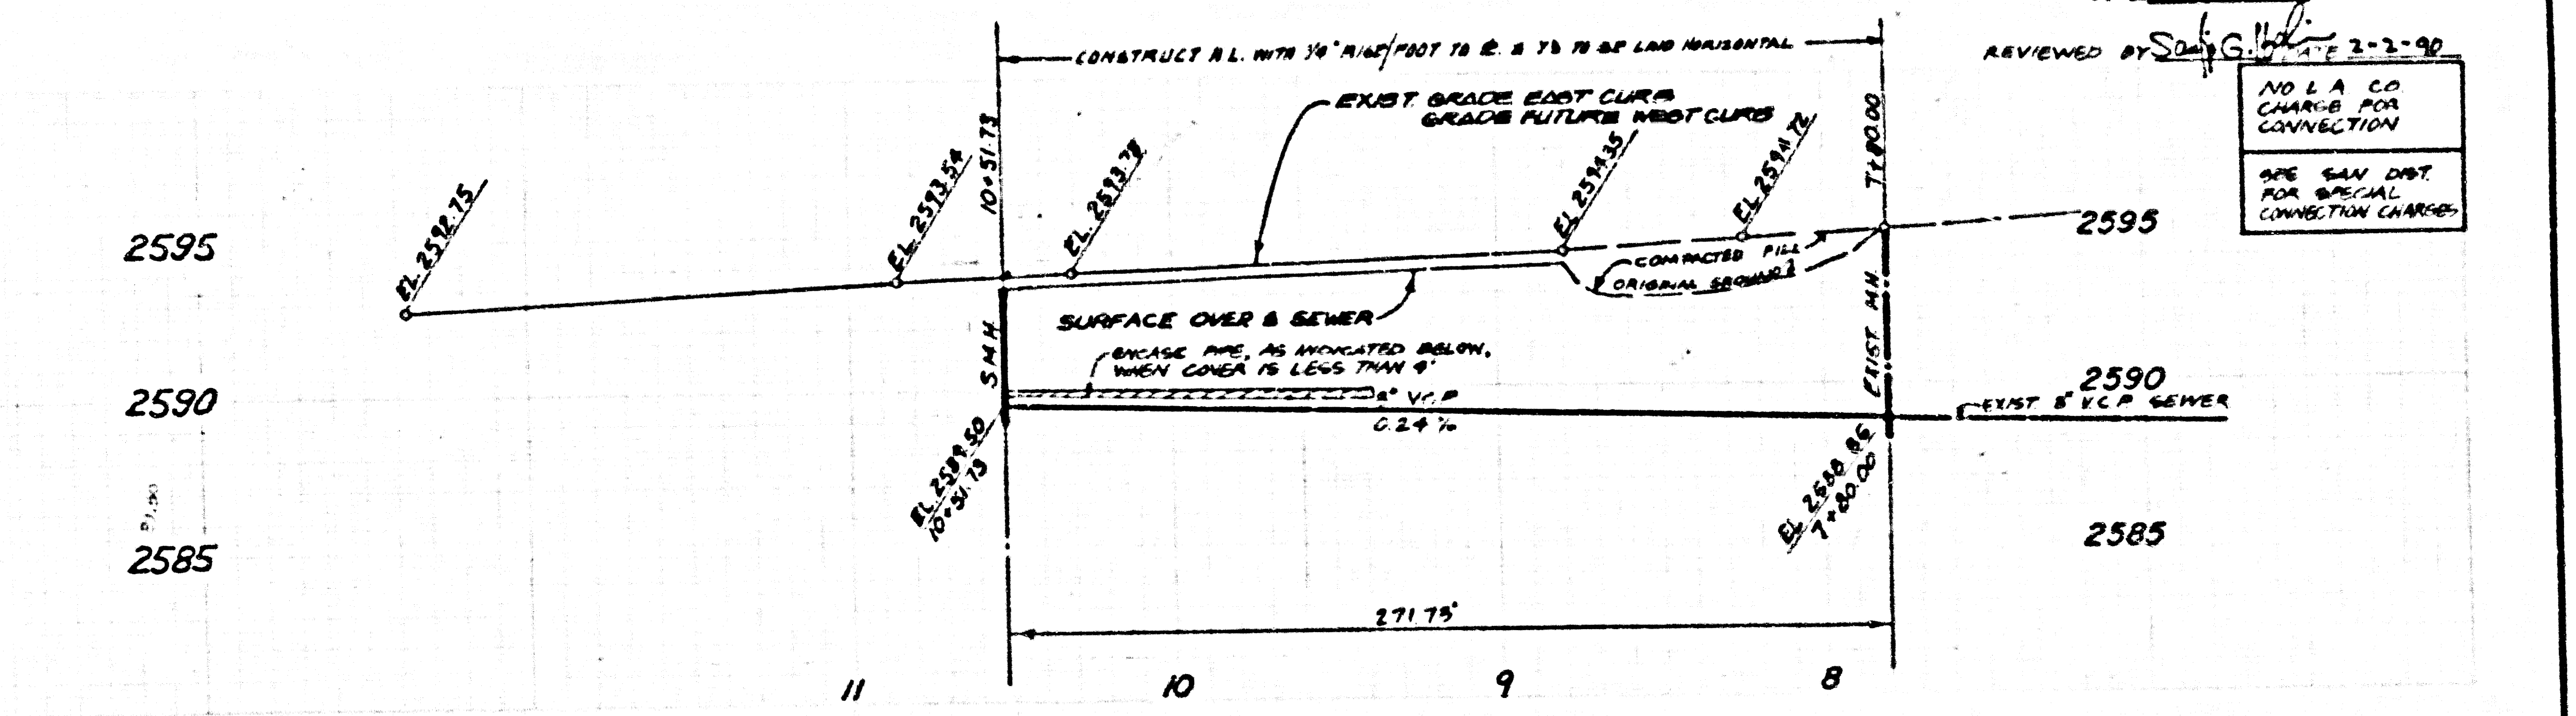 REVIEWED BY DATE 2-2-90
NO L A CO
CHARGE FOR
CONNECTION
SEE SAN DIST.
FOR SPECIAL
CONNECTION CHARGES
CONSTRUCT H.L. WITH RISE/FOOT TO & TO BE LAID HORIZONTAL
EXIST. GRADE EAST CURB
GRADE FUTURE WEST CURB
EL. 2592.75
EL. 2593.54
10+51.73
EL. 2593.78
EL. 2594.35
EL. 2594.72
7+80.00
2595
2595
COMPACTED FILL
ORIGINAL GROUND
SURFACE OVER SEWER
S M H
EXIST. M.H.
ENCASE PIPE, AS INDICATED BELOW,
WHEN COVER IS LESS THAN 4'
8" V.C.P.
0.24 %
2590
2590
EXIST. 8" V.C.P. SEWER
EL. 2589.50
10+51.73
EL. 2588.86
7+80.00
2585
2585
271.73'
11
10
9
8